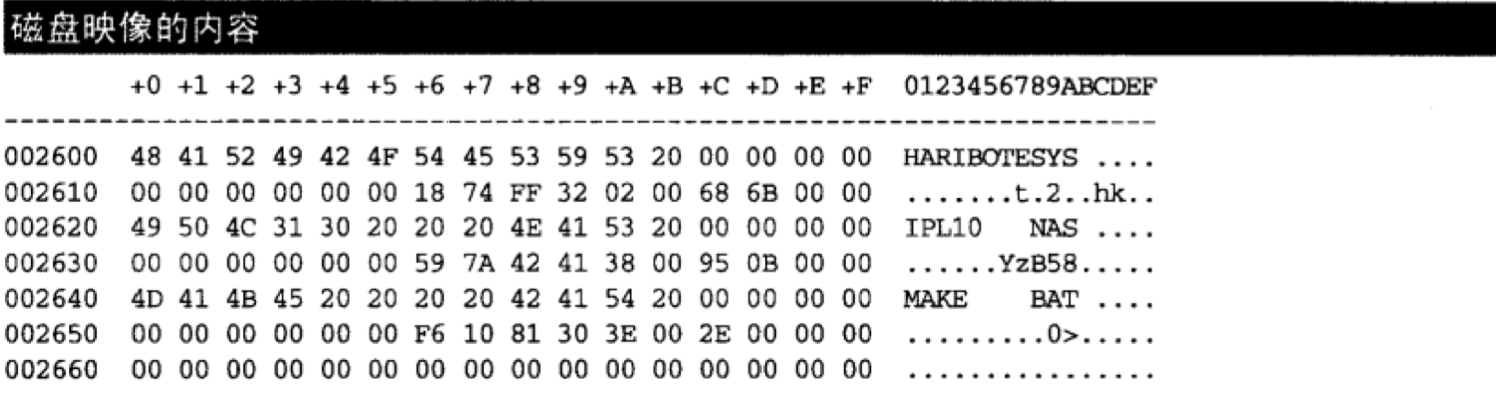 磁盘映像的内容
+0 +1 +2 +3 +4 +5 +6 +7 +8 +9 +A +B +C +D +E +F 0123456789ABCDEF
------------------------------------------------------------------------
002600 48 41 52 49 42 4F 54 45 53 59 53 20 00 00 00 00 HARIBOTESYS ....
002610 00 00 00 00 00 00 18 74 FF 32 02 00 68 6B 00 00 .......t.2..hk..
002620 49 50 4C 31 30 20 20 20 4E 41 53 20 00 00 00 00 IPL10   NAS ....
002630 00 00 00 00 00 00 59 7A 42 41 38 00 95 0B 00 00 ......YzB58.....
002640 4D 41 4B 45 20 20 20 20 42 41 54 20 00 00 00 00 MAKE    BAT ....
002650 00 00 00 00 00 00 F6 10 81 30 3E 00 2E 00 00 00 .........0>.....
002660 00 00 00 00 00 00 00 00 00 00 00 00 00 00 00 00 ................